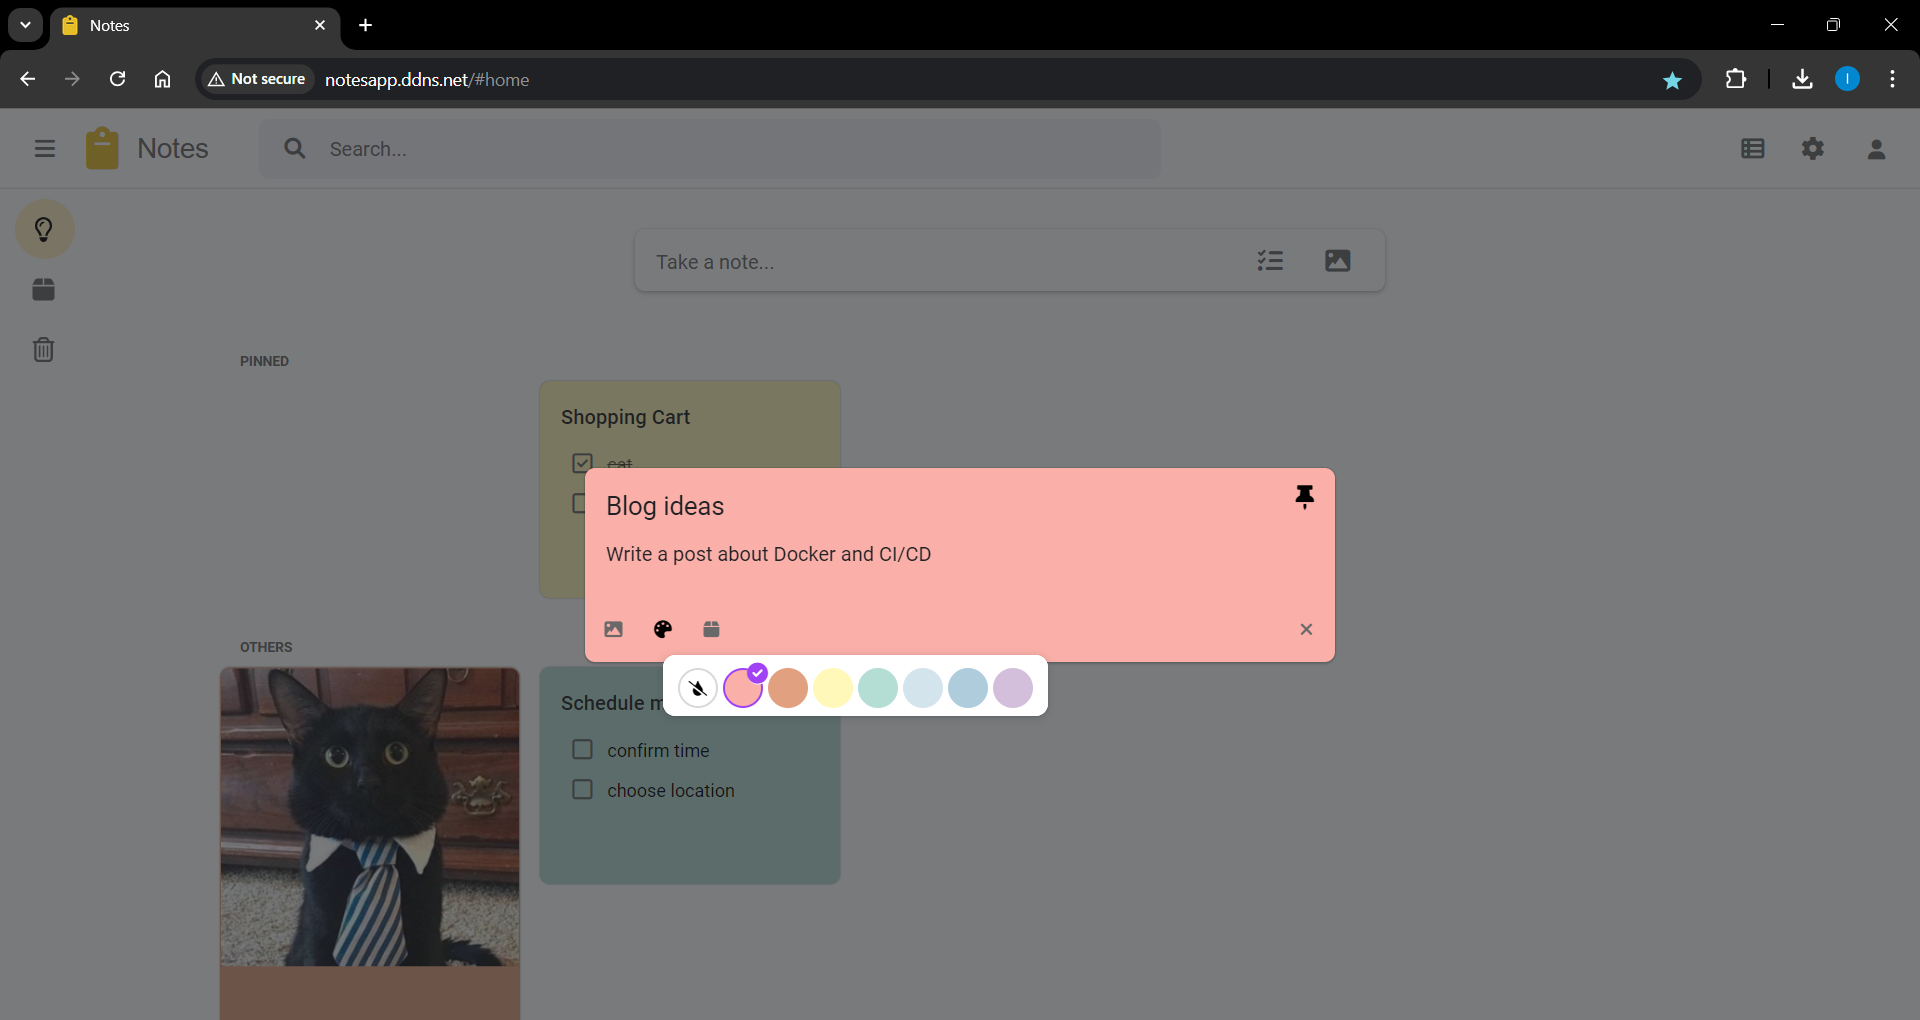 Notes
Not secure
notesapp.ddns.net/#home
I
Notes
Search...
Take a note...
PINNED
Shopping Cart
cat
Blog ideas
Write a post about Docker and CI/CD
OTHERS
Schedule
confirm time
choose location